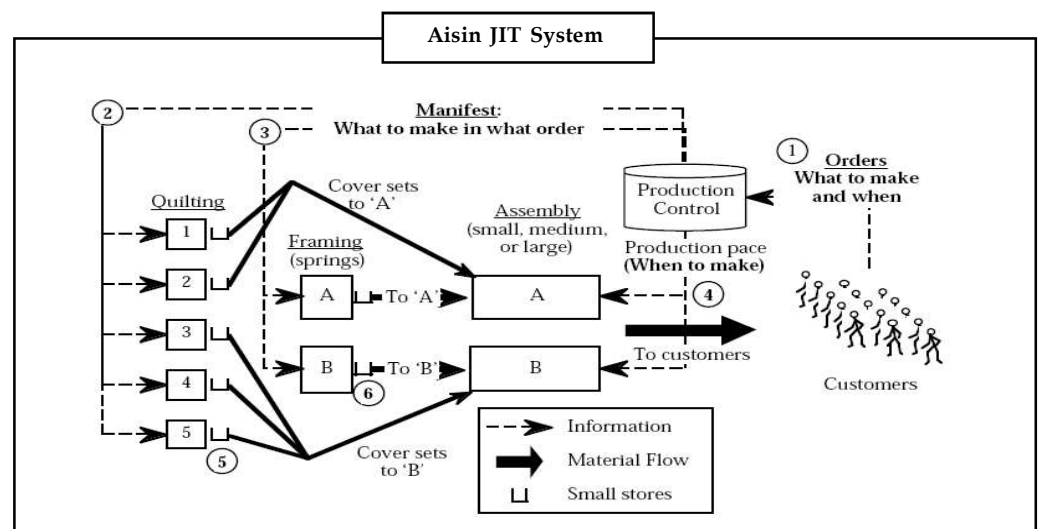 Aisin JIT System
2
Manifest:
What to make in what order
3
1
Orders
What to make
and when
Production
Control
Cover sets
to ‘A’
Quilting
Assembly
(small, medium,
or large)
Framing
(springs)
Production pace
(When to make)
1
2
3
4
5
A
To ‘A’
A
4
B
To ‘B’
B
6
5
To customers
Customers
Cover sets
to ‘B’
Information
Material Flow
Small stores